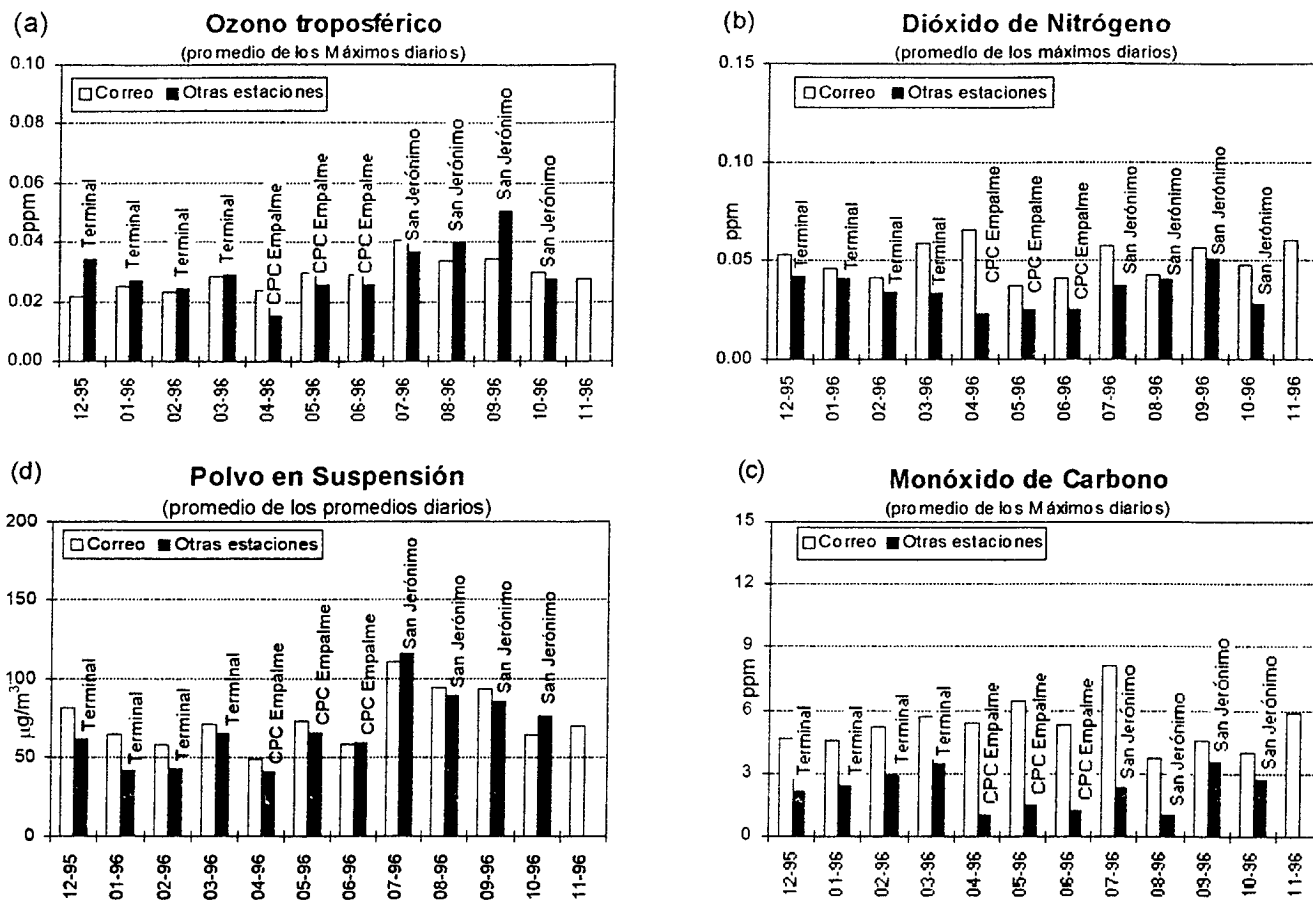 (a)
Ozono troposférico
(promedio de los Máximos diarios)
Correo
Otras estaciones
ppm
0.10
0.08
0.06
0.04
0.02
0.00
Terminal
Terminal
Terminal
Terminal
CPC Empalme
CPC Empalme
CPC Empalme
San Jerónimo
San Jerónimo
San Jerónimo
San Jerónimo
12-95
01-96
02-96
03-96
04-96
05-96
06-96
07-96
08-96
09-96
10-96
11-96
(b)
Dióxido de Nitrógeno
(promedio de los máximos diarios)
Correo
Otras estaciones
ppm
0.15
0.10
0.05
0.00
Terminal
Terminal
Terminal
Terminal
CPC Empalme
CPC Empalme
CPC Empalme
San Jerónimo
San Jerónimo
San Jerónimo
San Jerónimo
12-95
01-96
02-96
03-96
04-96
05-96
06-96
07-96
08-96
09-96
10-96
11-96
(d)
Polvo en Suspensión
(promedio de los promedios diarios)
Correo
Otras estaciones
µg/m³
200
150
100
50
0
Terminal
Terminal
Terminal
Terminal
CPC Empalme
CPC Empalme
CPC Empalme
San Jerónimo
San Jerónimo
San Jerónimo
San Jerónimo
12-95
01-96
02-96
03-96
04-96
05-96
06-96
07-96
08-96
09-96
10-96
11-96
(c)
Monóxido de Carbono
(promedio de los Máximos diarios)
Correo
Otras estaciones
ppm
15
12
9
6
3
0
Terminal
Terminal
Terminal
Terminal
CPC Empalme
CPC Empalme
CPC Empalme
San Jerónimo
San Jerónimo
San Jerónimo
San Jerónimo
12-95
01-96
02-96
03-96
04-96
05-96
06-96
07-96
08-96
09-96
10-96
11-96